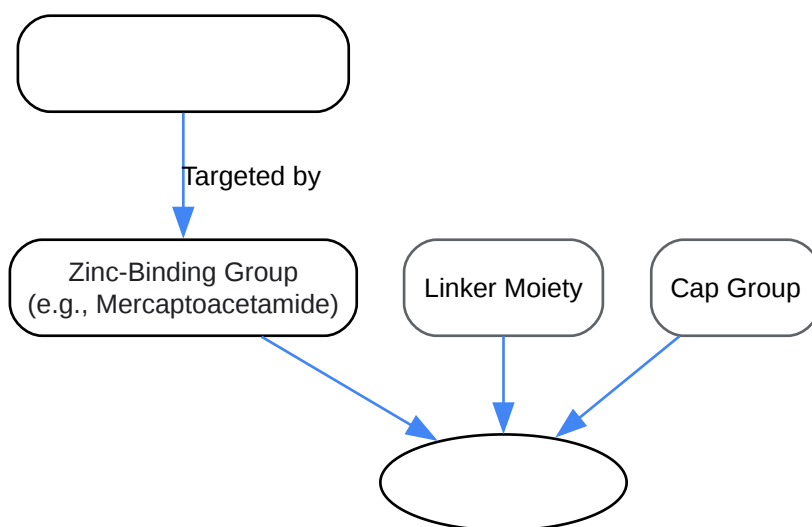 Targeted by
Zinc-Binding Group
(e.g., Mercaptoacetamide)
Linker Moiety
Cap Group